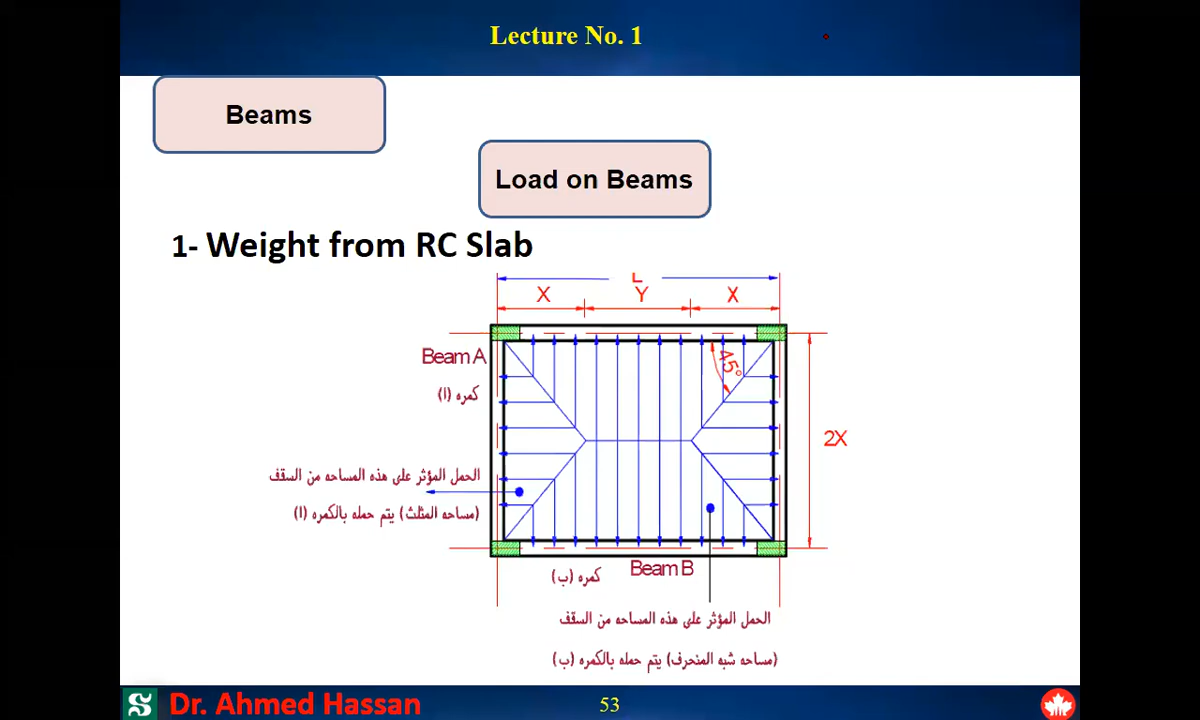 Lecture No. 1
Beams
Load on Beams
1- Weight from RC Slab
L
X Y X
Beam A
45°
كمره (ا)
2X
الحمل المؤثر على هذه المساحه من السقف
(مساحه المثلث) يتم حمله بالكمره (ا)
كمره (ب) Beam B
الحمل المؤثر على هذه المساحه من السقف
(مساحه شبه المنحرف) يتم حمله بالكمره (ب)
Dr. Ahmed Hassan 53